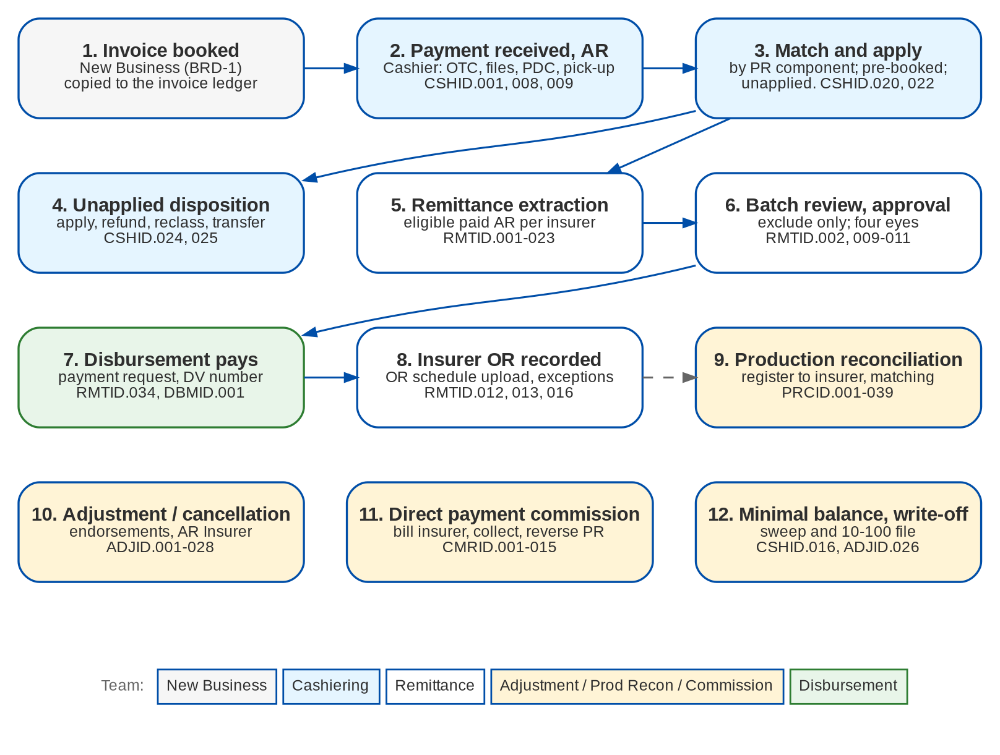 1. Invoice booked
New Business (BRD-1)
copied to the invoice ledger
2. Payment received, AR
Cashier: OTC, files, PDC, pick-up
CSHID.001, 008, 009
3. Match and apply
by PR component; pre-booked;
unapplied. CSHID.020, 022
4. Unapplied disposition
apply, refund, reclass, transfer
CSHID.024, 025
5. Remittance extraction
eligible paid AR per insurer
RMTID.001-023
6. Batch review, approval
exclude only; four eyes
RMTID.002, 009-011
7. Disbursement pays
payment request, DV number
RMTID.034, DBMID.001
8. Insurer OR recorded
OR schedule upload, exceptions
RMTID.012, 013, 016
9. Production reconciliation
register to insurer, matching
PRCID.001-039
10. Adjustment / cancellation
endorsements, AR Insurer
ADJID.001-028
11. Direct payment commission
bill insurer, collect, reverse PR
CMRID.001-015
12. Minimal balance, write-off
sweep and 10-100 file
CSHID.016, ADJID.026
Team: New Business Cashiering Remittance Adjustment / Prod Recon / Commission Disbursement